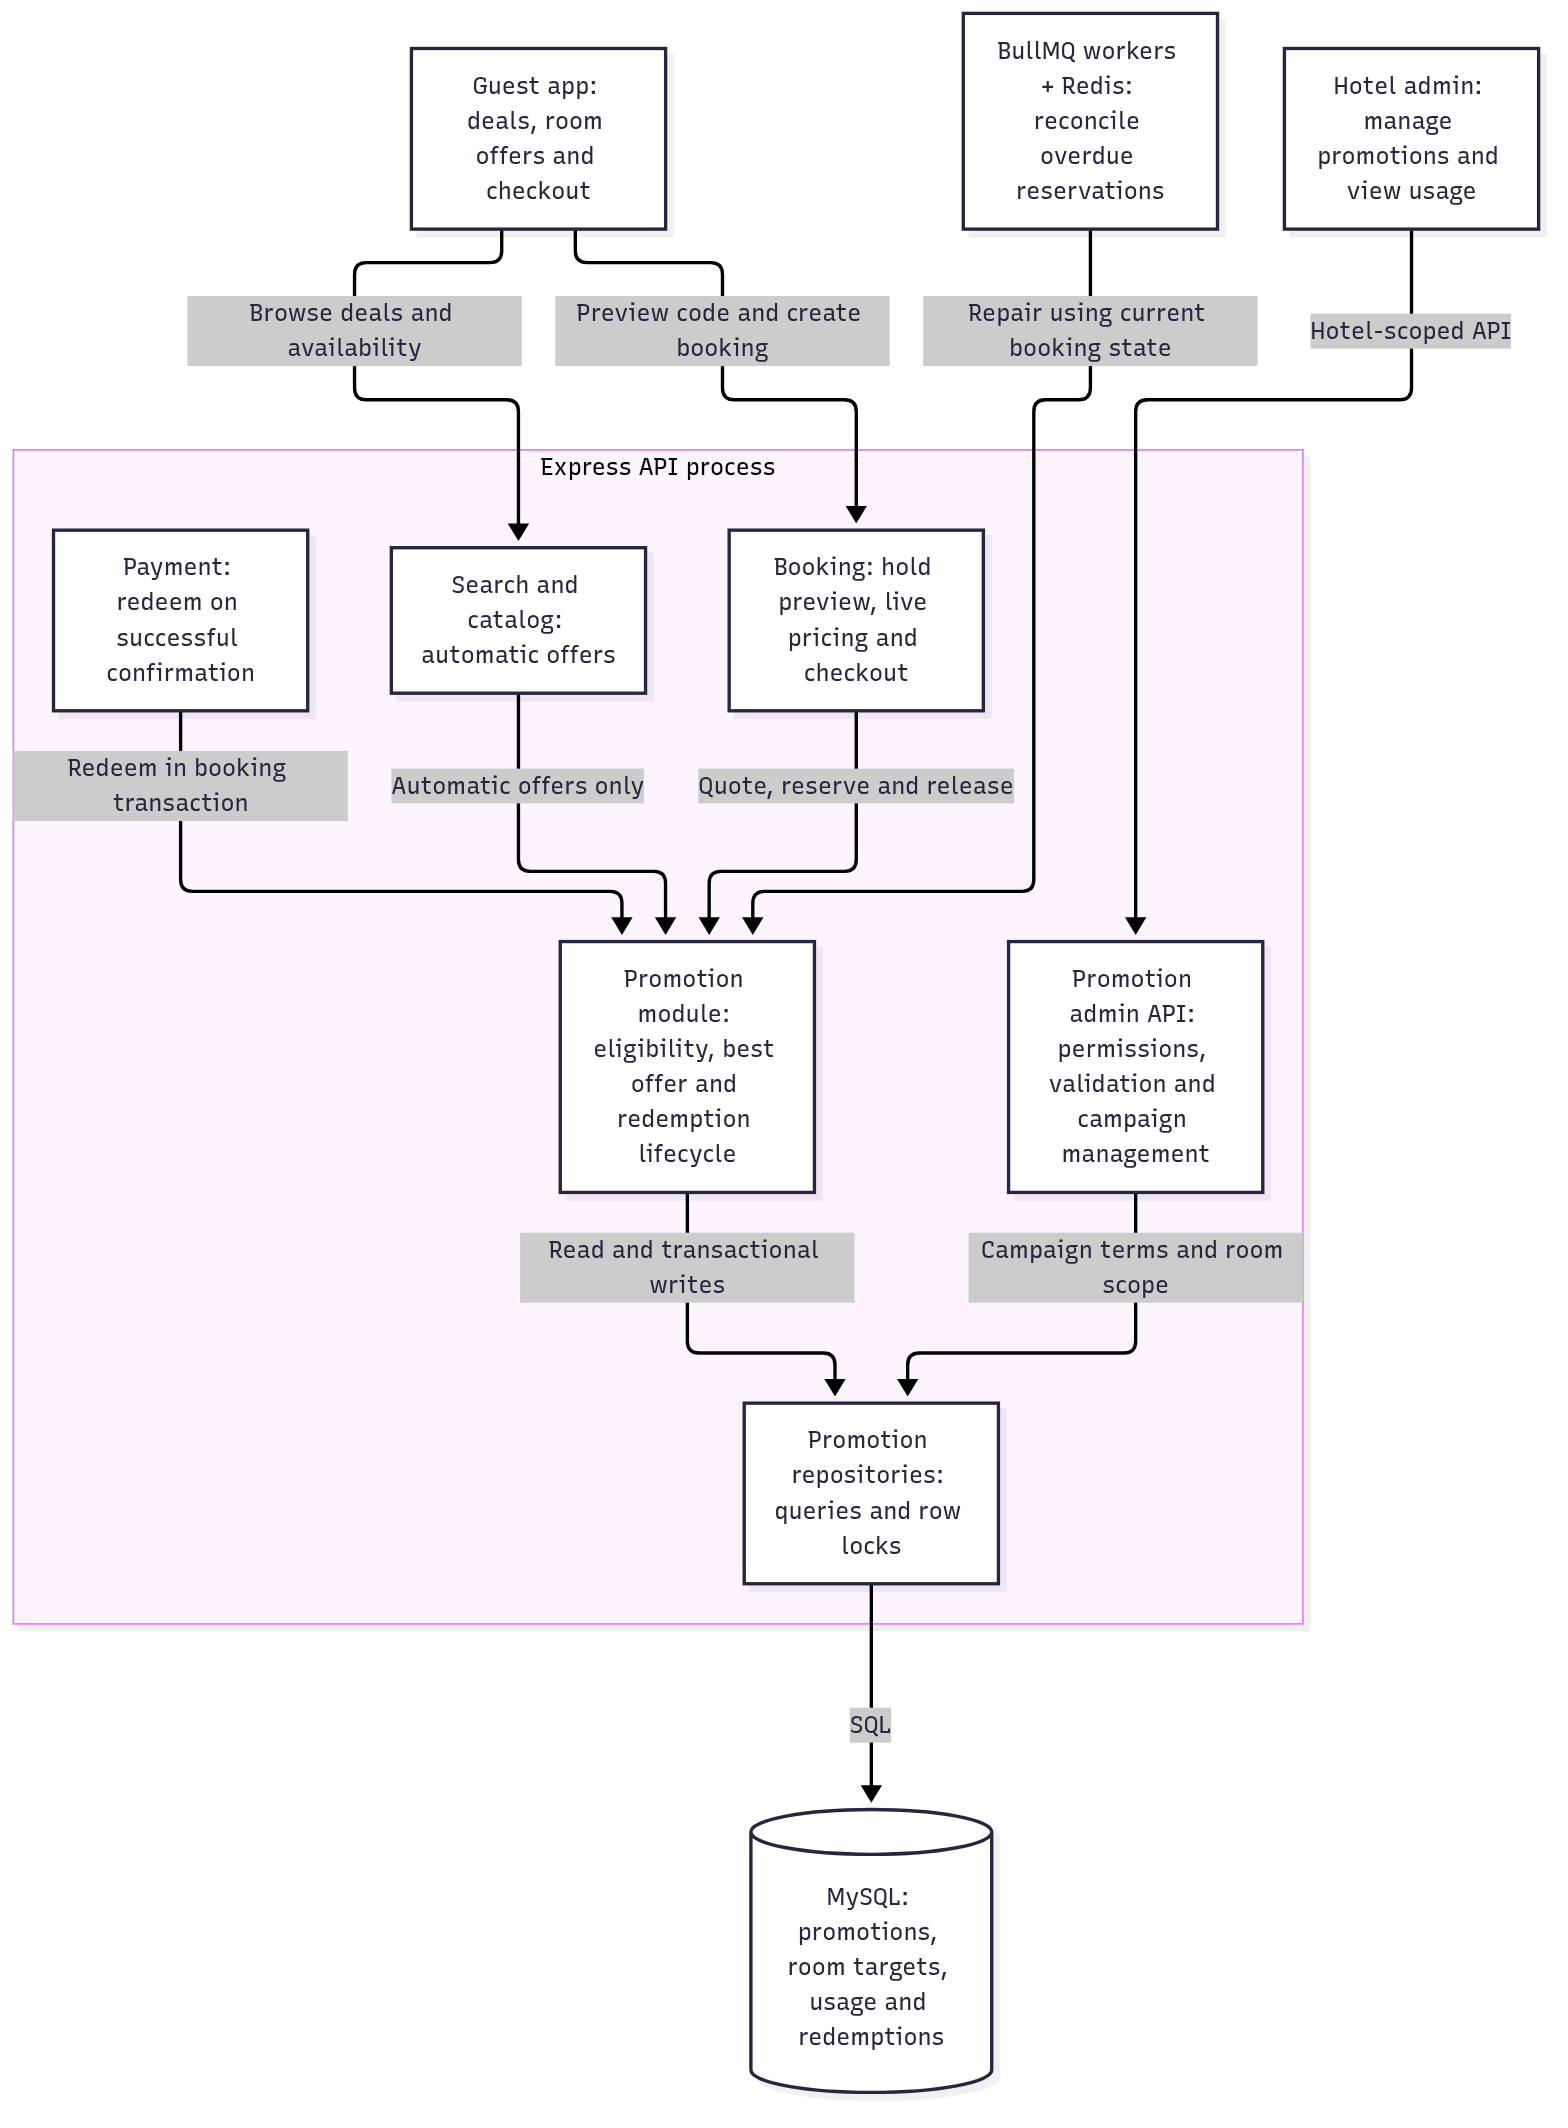 Guest app:
deals, room
offers and
checkout
BullMQ workers
+ Redis:
reconcile
overdue
reservations
Hotel admin:
manage
promotions and
view usage
Browse deals and
availability
Preview code and create
booking
Repair using current
booking state
Hotel-scoped API
Express API process
Payment:
redeem on
successful
confirmation
Search and
catalog:
automatic offers
Booking: hold
preview, live
pricing and
checkout
Redeem in booking
transaction
Automatic offers only
Quote, reserve and release
Promotion
module:
eligibility, best
offer and
redemption
lifecycle
Promotion
admin API:
permissions,
validation and
campaign
management
Read and transactional
writes
Campaign terms and room
scope
Promotion
repositories:
queries and row
locks
SQL
MySQL:
promotions,
room targets,
usage and
redemptions